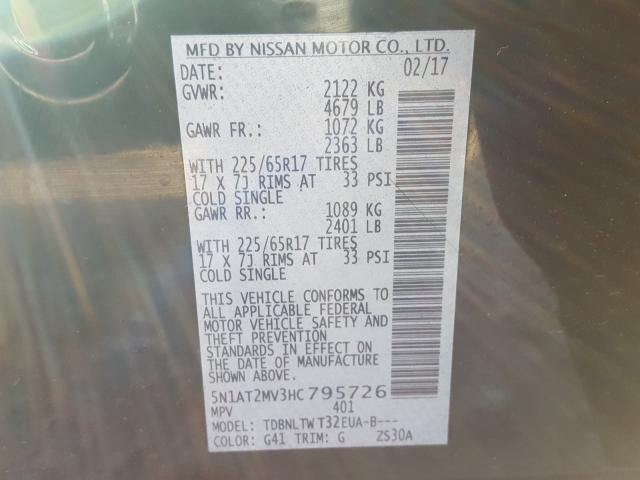 MFD BY NISSAN MOTOR CO., LTD.
DATE: 02/17
GVWR: 2122 KG
4679 LB
GAWR FR.: 1072 KG
2363 LB
WITH 225/65R17 TIRES
17 X 7J RIMS AT 33 PSI
COLD SINGLE
GAWR RR.: 1089 KG
2401 LB
WITH 225/65R17 TIRES
17 X 7J RIMS AT 33 PSI
COLD SINGLE
THIS VEHICLE CONFORMS TO
ALL APPLICABLE FEDERAL
MOTOR VEHICLE SAFETY AND
THEFT PREVENTION
STANDARDS IN EFFECT ON
THE DATE OF MANUFACTURE
SHOWN ABOVE.
5N1AT2MV3HC795726
MPV 401
MODEL: TDBNLTW T32EUA-B---
COLOR: G41 TRIM: G ZS30A